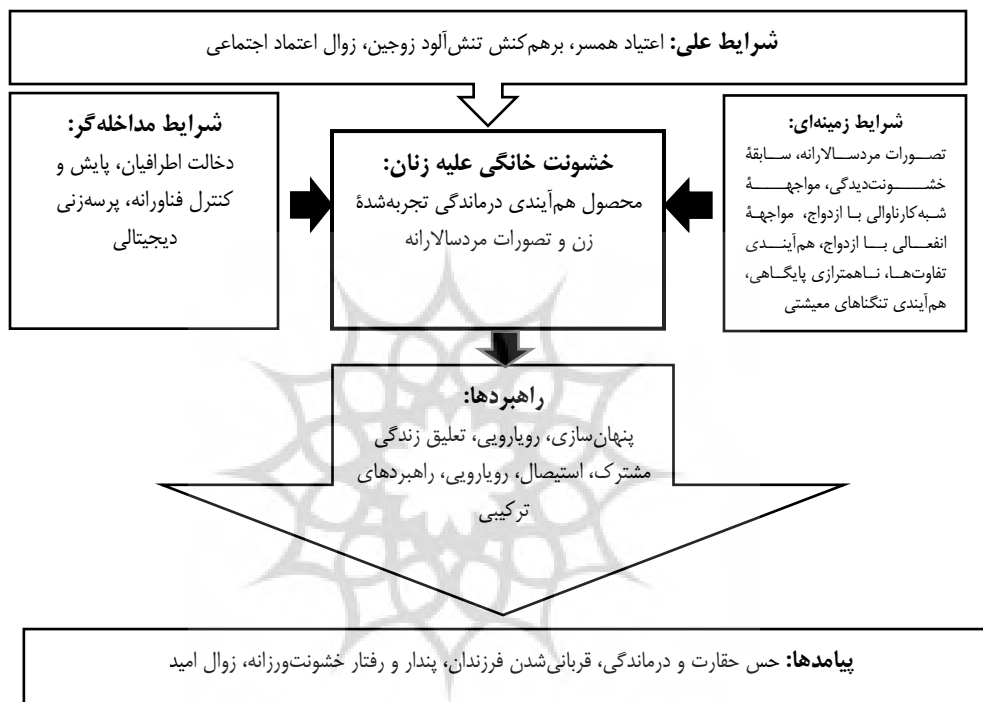 شرایط علی: اعتیاد همسر، برهم‌کنش تنش‌آلود زوجین، زوال اعتماد اجتماعی
شرایط زمینه‌ای:
تصورات مردسالارانه، سابقۀ
خشونت‌دیدگی، مواجهۀ
شبه‌کارناوالی با ازدواج، مواجهۀ
انفعالی با ازدواج، هم‌آیندی
تفاوت‌ها، ناهمترازی پایگاهی،
هم‌آیندی تنگناهای معیشتی
خشونت خانگی علیه زنان:
محصول هم‌آیندی درماندگی تجربه‌شدۀ
زن و تصورات مردسالارانه
شرایط مداخله‌گر:
دخالت اطرافیان، پایش و
کنترل فناورانه، پرسه‌زنی
دیجیتالی
راهبردها:
پنهان‌سازی، رویارویی، تعلیق زندگی
مشترک، استیصال، رویارویی، راهبردهای
ترکیبی
پیامدها: حس حقارت و درماندگی، قربانی‌شدن فرزندان، پندار و رفتار خشونت‌ورزانه، زوال امید